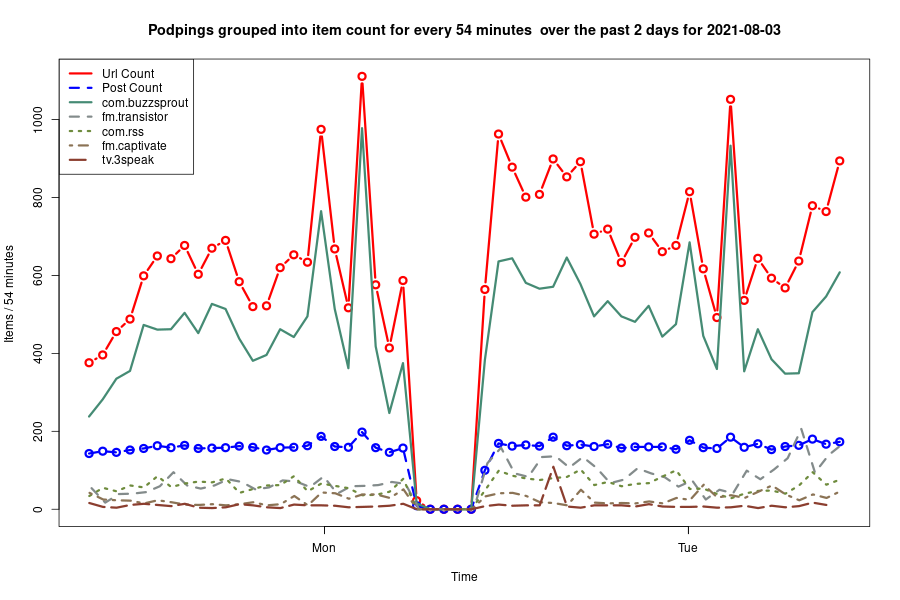 Podpings grouped into item count for every 54 minutes  over the past 2 days for 2021-08-03
Url Count
Post Count
com.buzzsprout
fm.transistor
com.rss
fm.captivate
tv.3speak
Items / 54 minutes
1000
800
600
400
200
0
Mon
Tue
Time